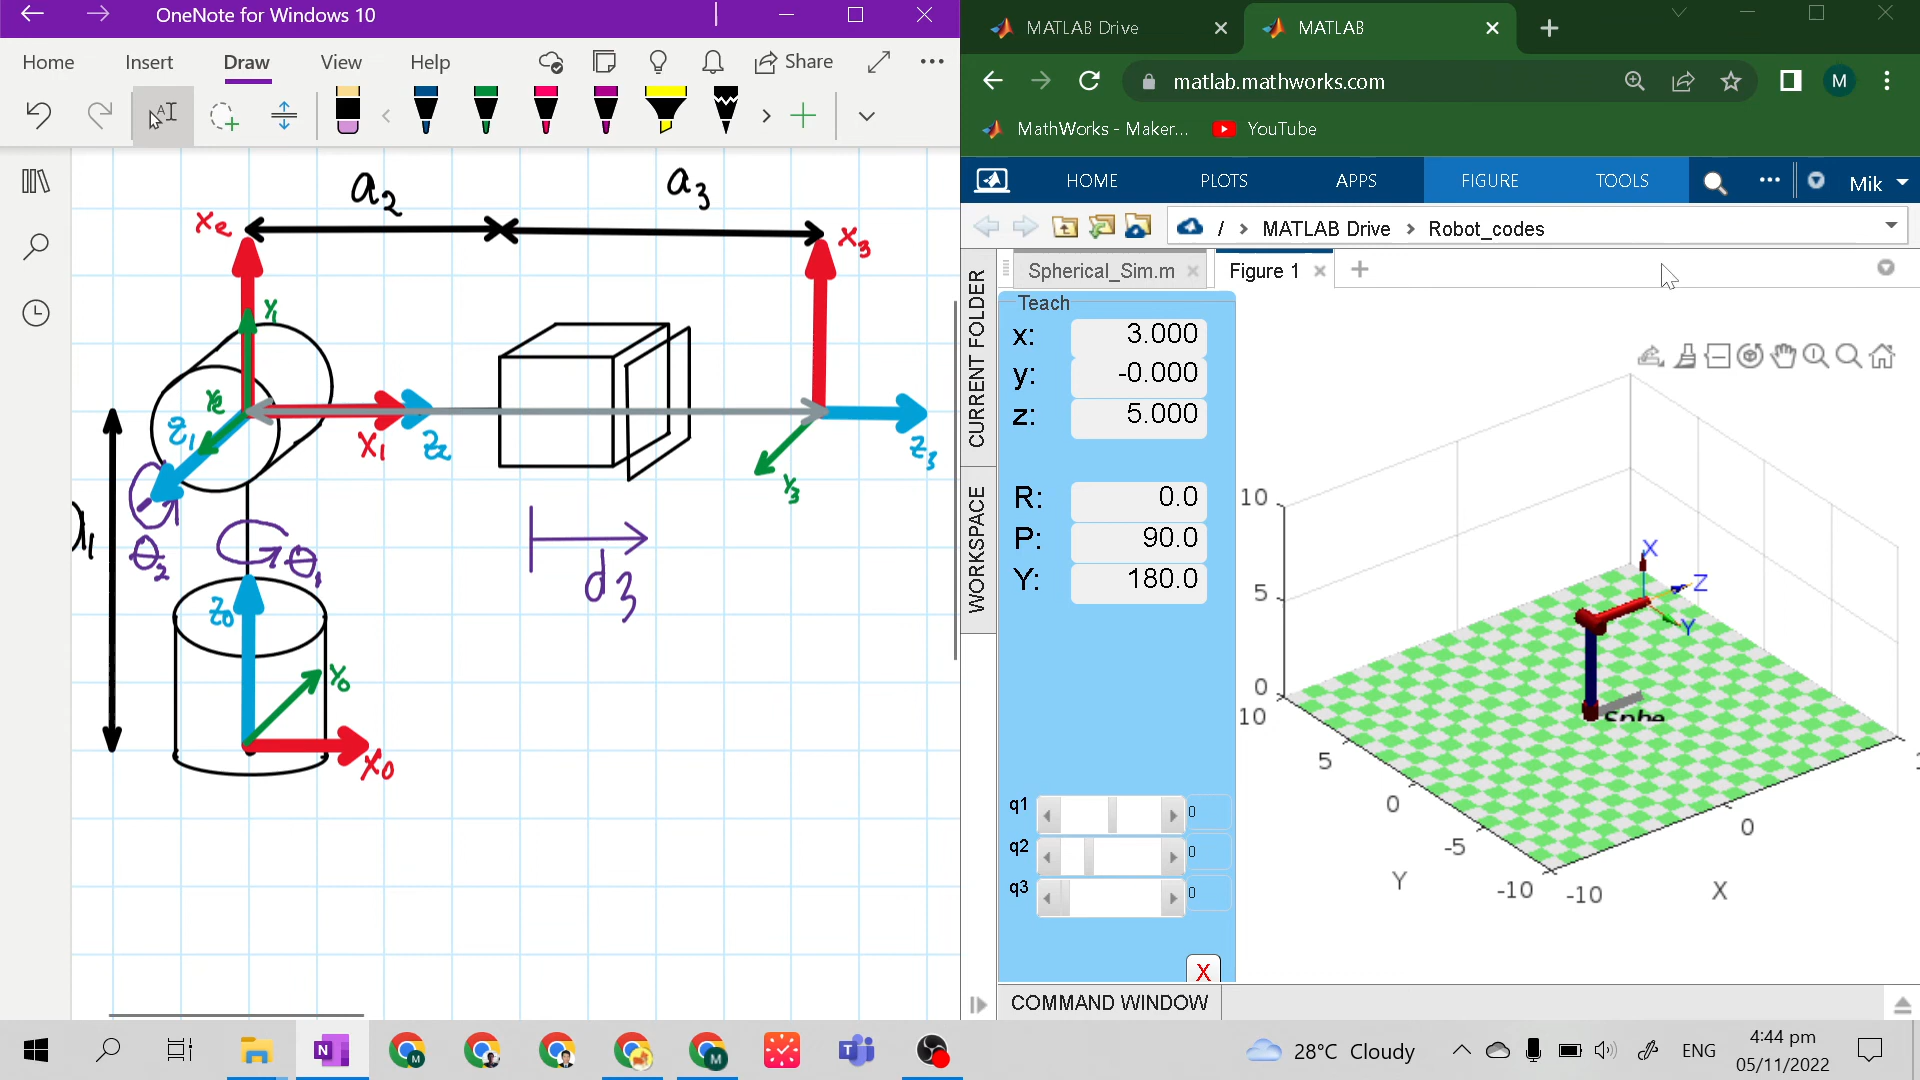 OneNote for Windows 10
Home Insert Draw View Help Share
a2 a3
x2 x3
Y1
Y2
z1 x1 z2 z3
Y3
θ2 θ1
d3
z0
Y0
x0
MATLAB Drive MATLAB
matlab.mathworks.com M
MathWorks - Maker... YouTube
HOME PLOTS APPS FIGURE TOOLS Mik
/ > MATLAB Drive > Robot_codes
Spherical_Sim.m Figure 1
CURRENT FOLDER
WORKSPACE
Teach
x: 3.000
y: -0.000
z: 5.000
R: 0.0
P: 90.0
Y: 180.0
q1 0
q2 0
q3 0
X
10
5
0
10
5
0
-5
-10
-10
0
Y
X
X
Z
Y
COMMAND WINDOW
28°C Cloudy ENG 4:44 pm
05/11/2022